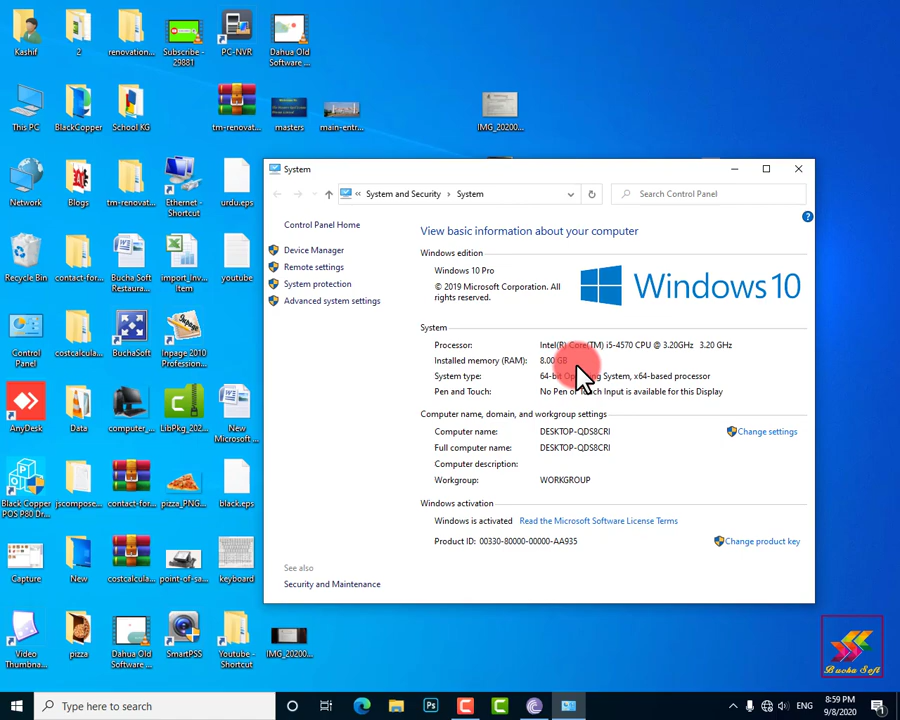 Kashif
2
renovation...
Subscribe - 29881
PC-NVR
Dahua Old Software ...
This PC
BlackCopper
School KG
tm-renovat...
masters
main-entr...
IMG_20200...
Network
Blogs
tm-renovat...
Ethernet - Shortcut
urdu.eps
Recycle Bin
contact-for...
Bucha Soft Restaura...
import_Inv... Item
youtube
Control Panel
costcalcula...
BuchaSoft
Inpage 2010 Profession...
AnyDesk
Data
computer_...
LibPkg_202...
New Microsoft ...
Black Copper POS P80 Dr...
jscompose...
contact-for...
pizza_PNG...
black.eps
Capture
New
costcalcula...
point-of-sa...
keyboard
Video Thumbna...
pizza
Dahua Old Software ...
SmartPSS
Youtube - Shortcut
IMG_20200...
System
« System and Security › System
Search Control Panel
?
Control Panel Home
Device Manager
Remote settings
System protection
Advanced system settings
See also
Security and Maintenance
View basic information about your computer
Windows edition
Windows 10 Pro
© 2019 Microsoft Corporation. All
rights reserved.
Windows 10
System
Processor: Intel(R) Core(TM) i5-4570 CPU @ 3.20GHz 3.20 GHz
Installed memory (RAM): 8.00 GB
System type: 64-bit Operating System, x64-based processor
Pen and Touch: No Pen or Touch Input is available for this Display
Computer name, domain, and workgroup settings
Computer name: DESKTOP-QDS8CRI
Change settings
Full computer name: DESKTOP-QDS8CRI
Computer description:
Workgroup: WORKGROUP
Windows activation
Windows is activated Read the Microsoft Software License Terms
Product ID: 00330-80000-00000-AA935
Change product key
Bucha Soft
Type here to search
Ps
ENG
8:59 PM
9/8/2020
1